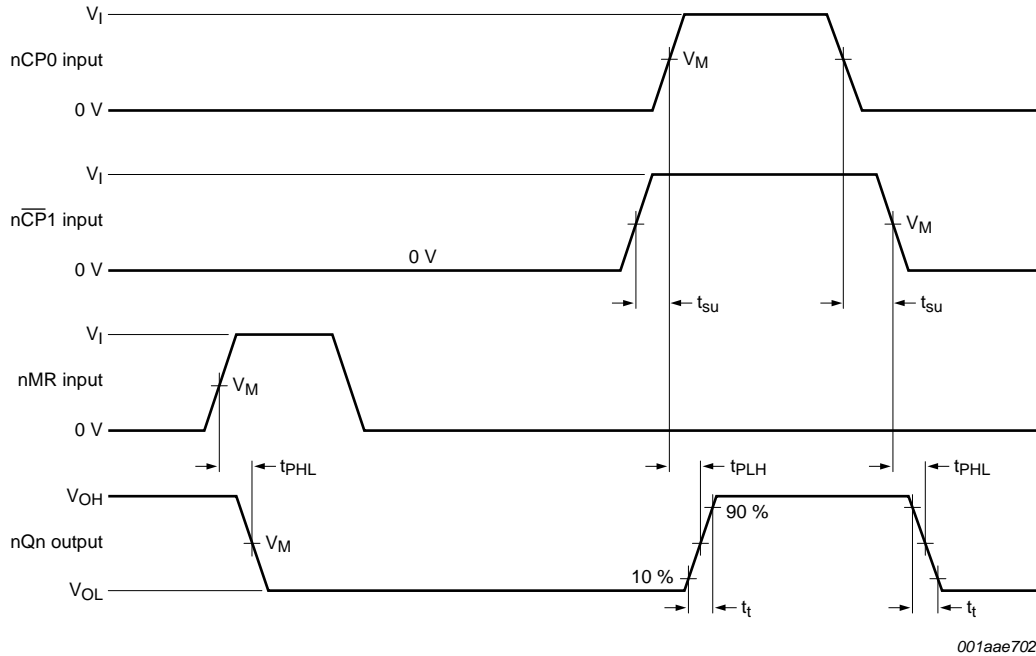 V_I
nCP0 input
V_M
0 V
V_I
nC̅P̅1 input
V_M
0 V
0 V
t_su
t_su
V_I
nMR input
V_M
0 V
t_PHL
t_PLH
t_PHL
V_OH
90 %
nQn output
V_M
10 %
V_OL
t_t
t_t
001aae702